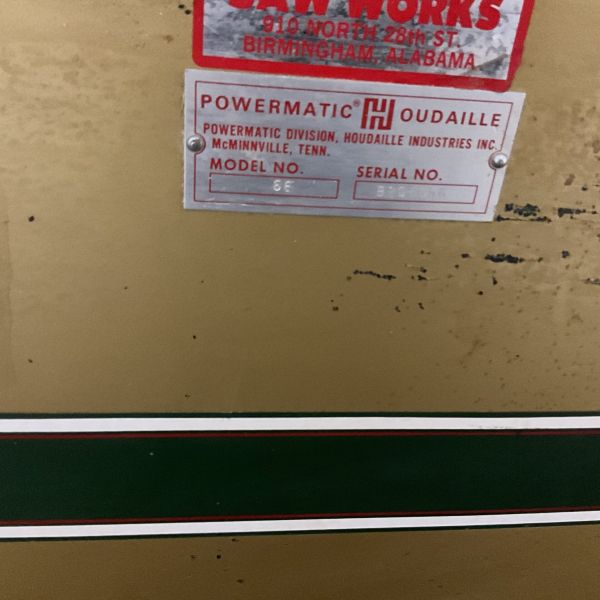 SAW WORKS
910 NORTH 28th ST.
BIRMINGHAM, ALABAMA
POWERMATIC® HOUDAILLE
POWERMATIC DIVISION, HOUDAILLE INDUSTRIES INC.
McMINNVILLE, TENN.
MODEL NO. SERIAL NO.
66